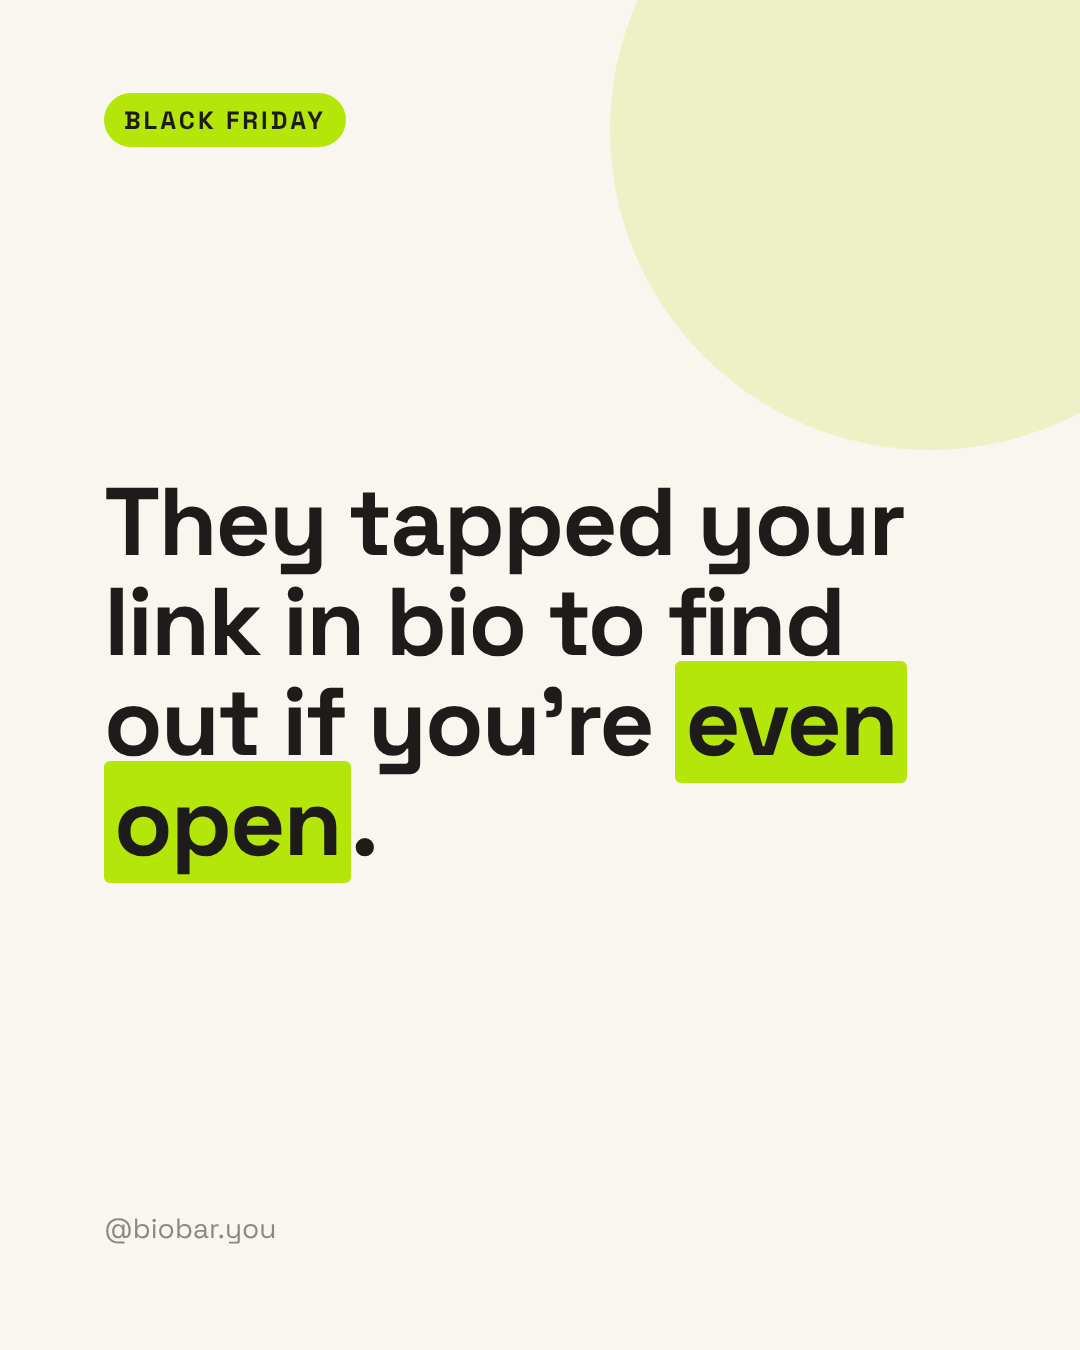 BLACK FRIDAY
They tapped your
link in bio to find
out if you’re even
open.
@biobar.you